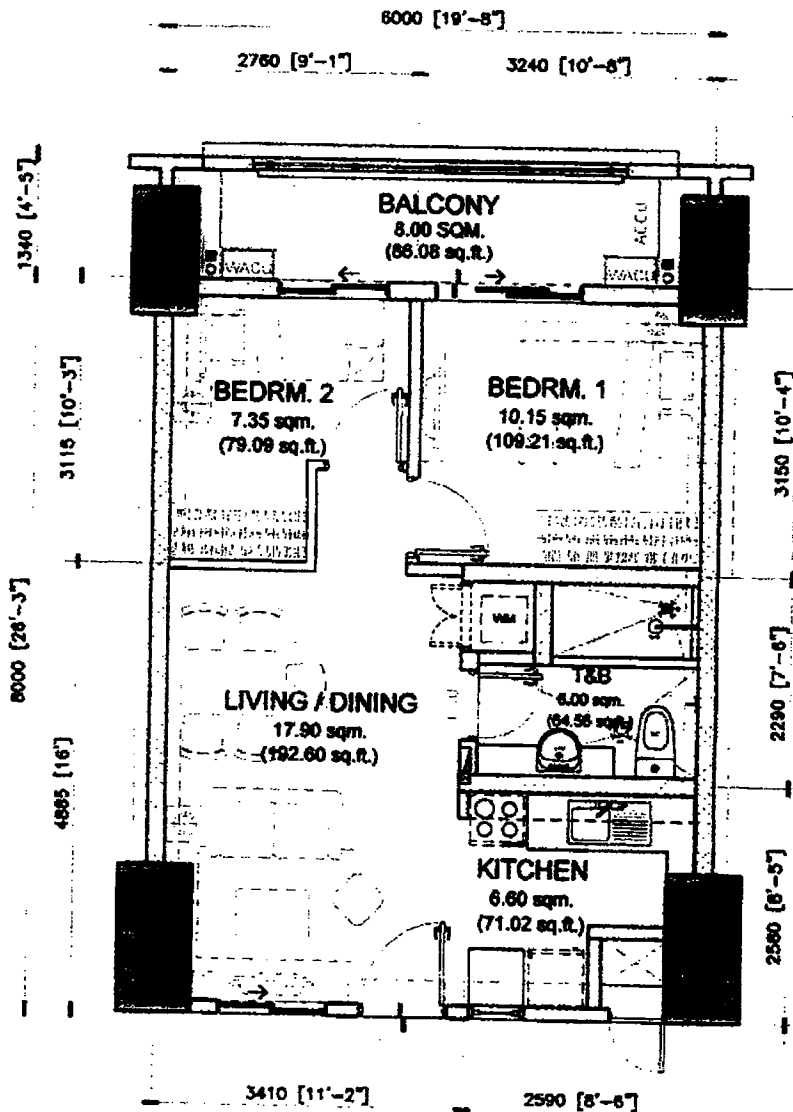 6000 [19'-8"]
2760 [9'-1"]
3240 [10'-8"]
1340 [4'-5"]
BALCONY
8.00 SQM.
(86.08 sq.ft.)
ACCU
WACU
WACU
3115 [10'-3"]
BEDRM. 2
7.35 sqm.
(79.09 sq.ft.)
BEDRM. 1
10.15 sqm.
(109.21 sq.ft.)
3150 [10'-4"]
8000 [26'-3"]
WM
T&B
6.00 sqm.
(64.56 sq.ft.)
2290 [7'-6"]
LIVING / DINING
17.90 sqm.
(192.60 sq.ft.)
4885 [16']
KITCHEN
6.60 sqm.
(71.02 sq.ft.)
2560 [8'-5"]
3410 [11'-2"]
2590 [8'-6"]